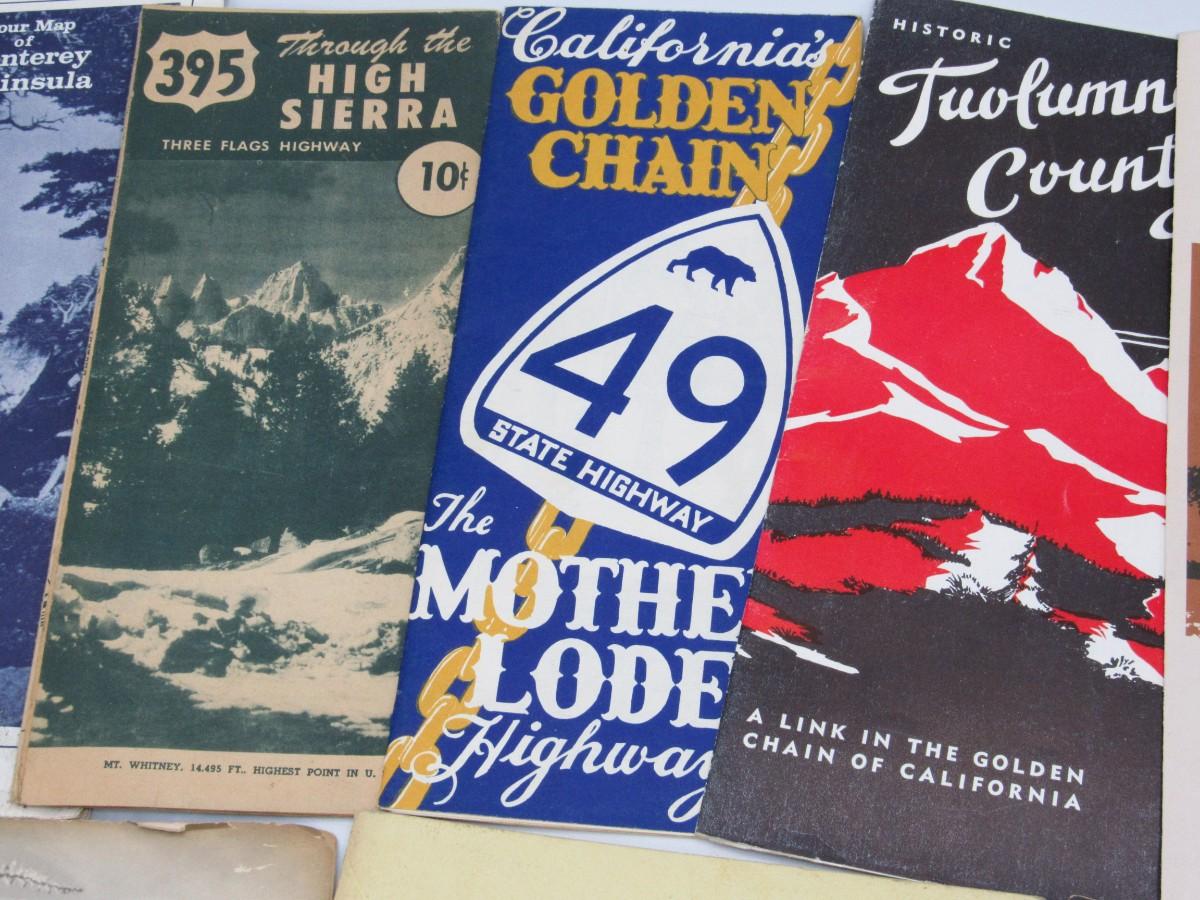 our Map
of
nterey
insula
395
Through the
HIGH
SIERRA
THREE FLAGS HIGHWAY
10¢
MT. WHITNEY, 14,495 FT., HIGHEST POINT IN U.
California's
GOLDEN
CHAIN
49
STATE HIGHWAY
The
MOTHE
LODE
Highway
HISTORIC
Tuolumn
County
A LINK IN THE GOLDEN
CHAIN OF CALIFORNIA